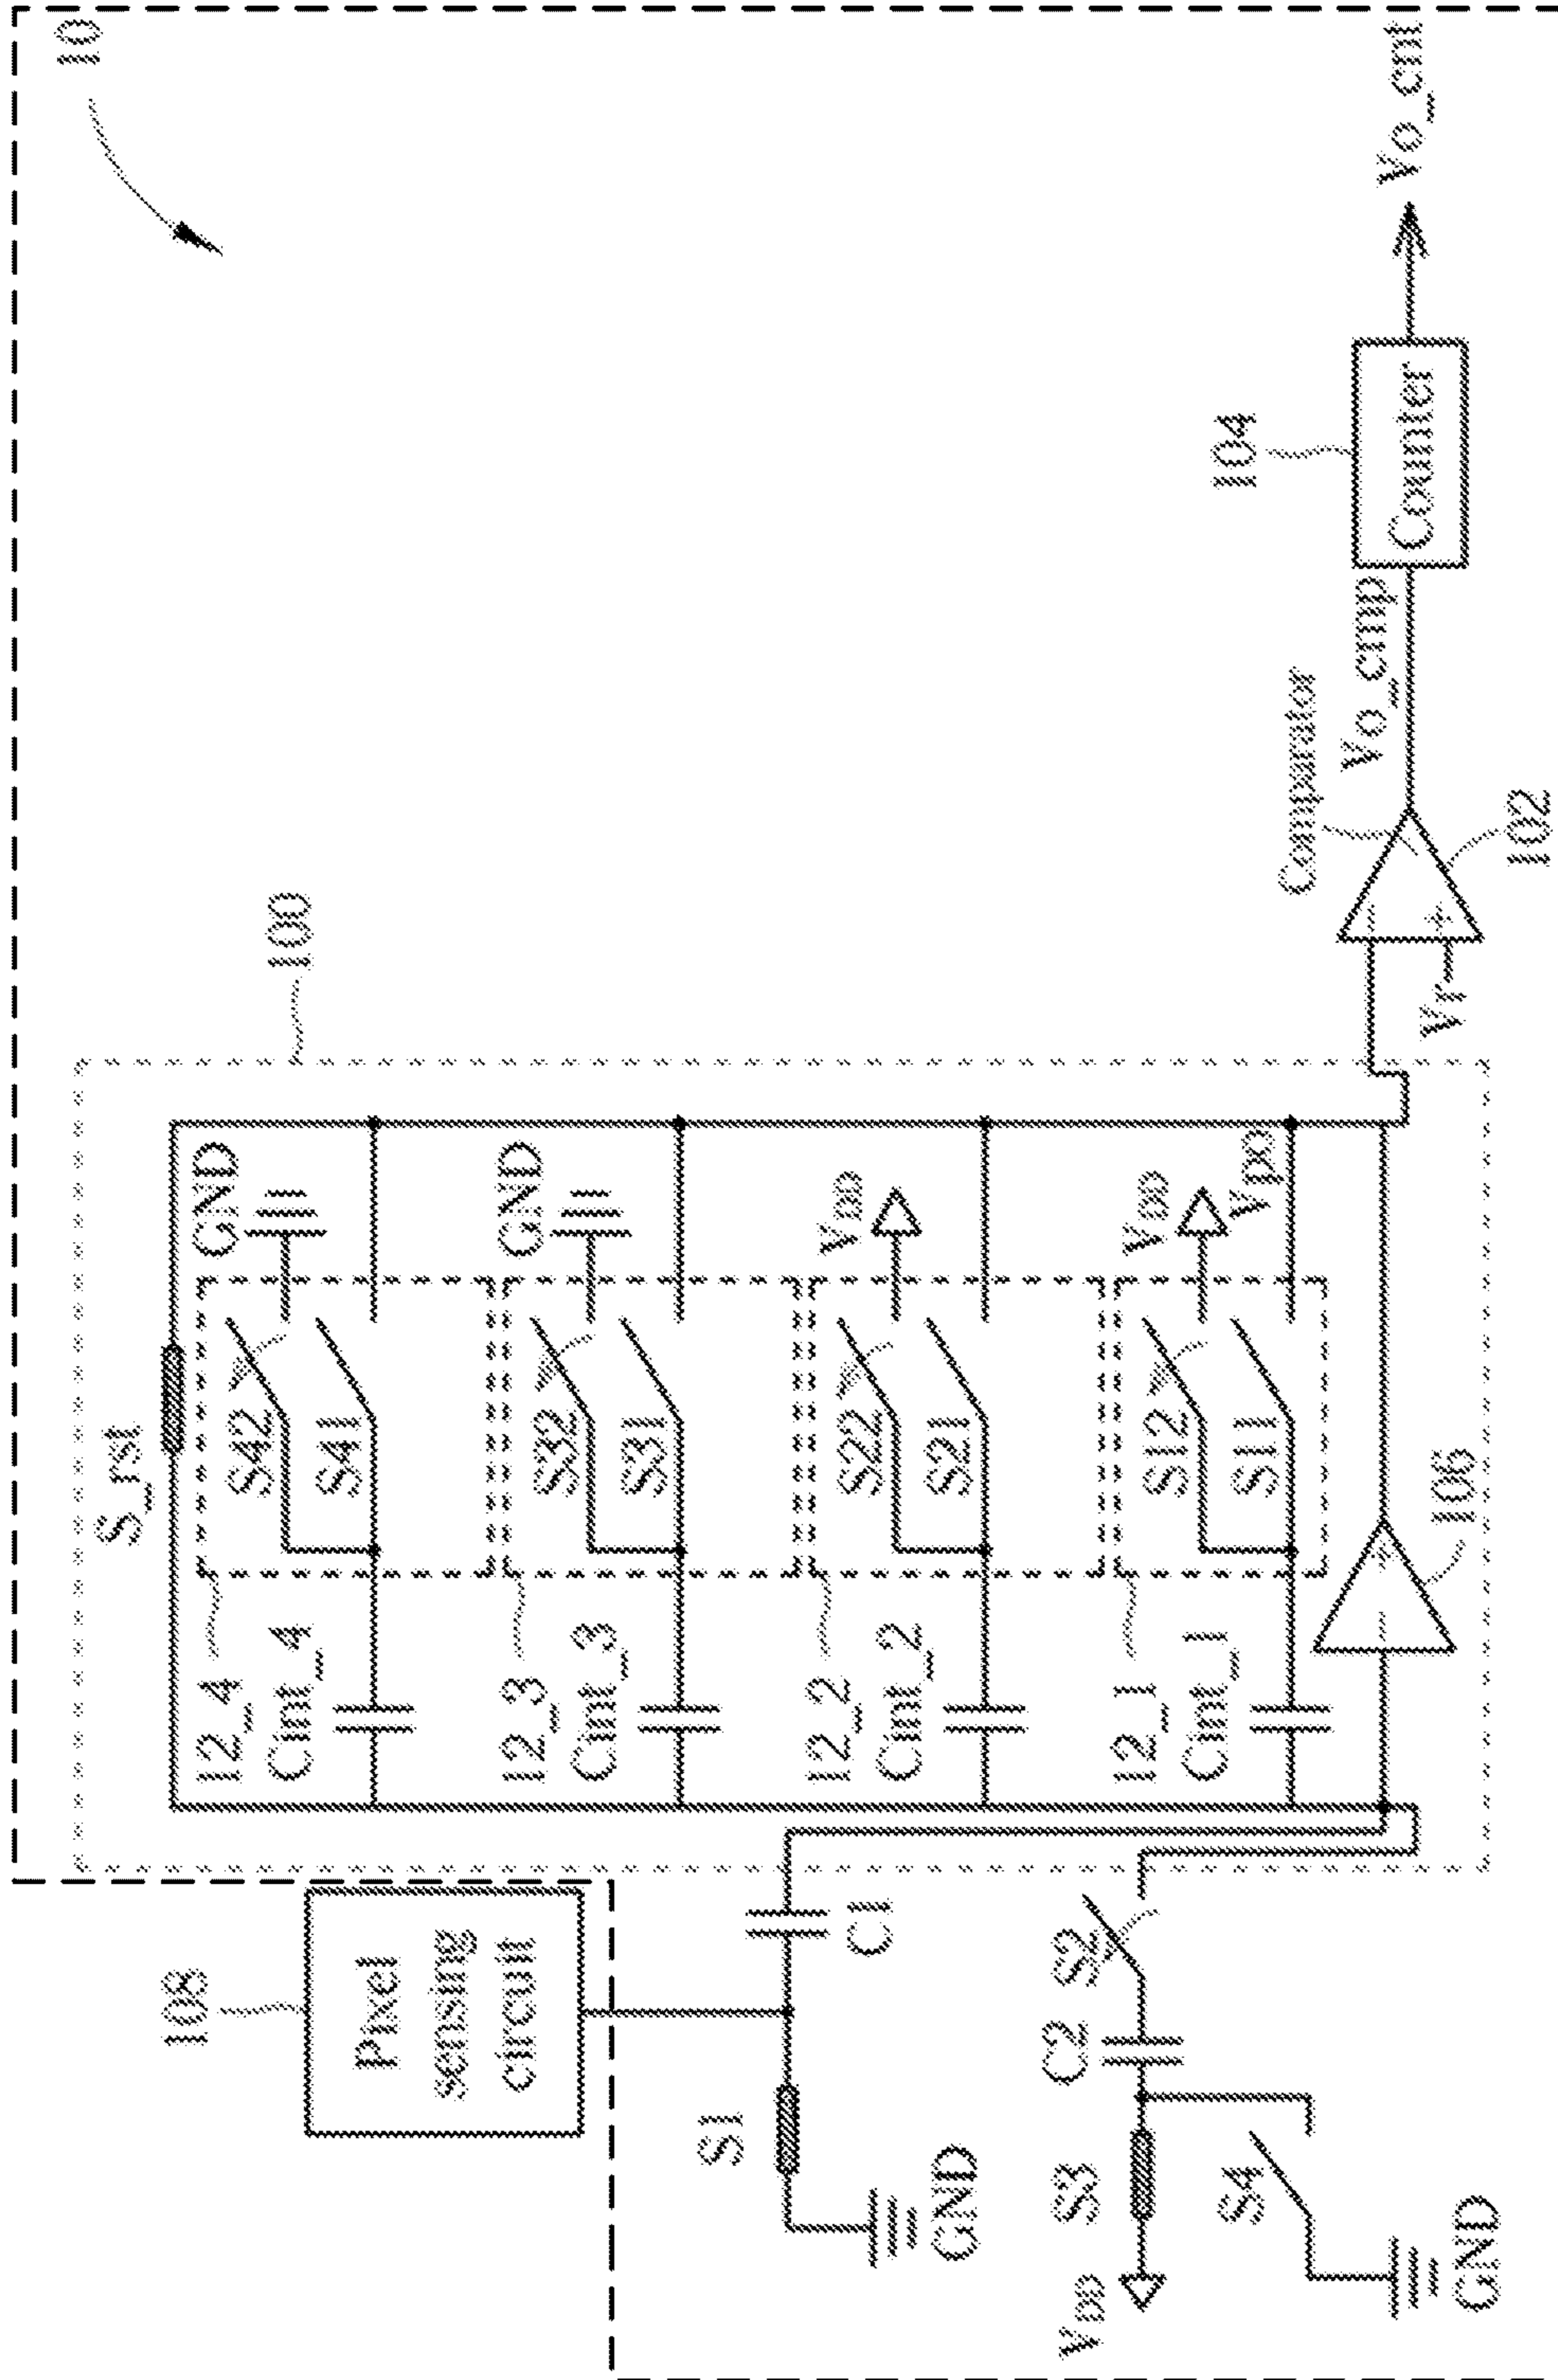 10
100
S_rst
GND
S42
S41
12_4
Cint_4
GND
S32
S31
12_3
Cint_3
VDD
S22
S21
12_2
Cint_2
VDD
VPXO
S12
S11
12_1
Cint_1
106
108
Pixel
sensing
circuit
C1
S1
GND
S2
C2
S3
VDD
S4
GND
Comparator
-
+
Vr
102
Vo_cmp
104
Counter
Vo_cnt